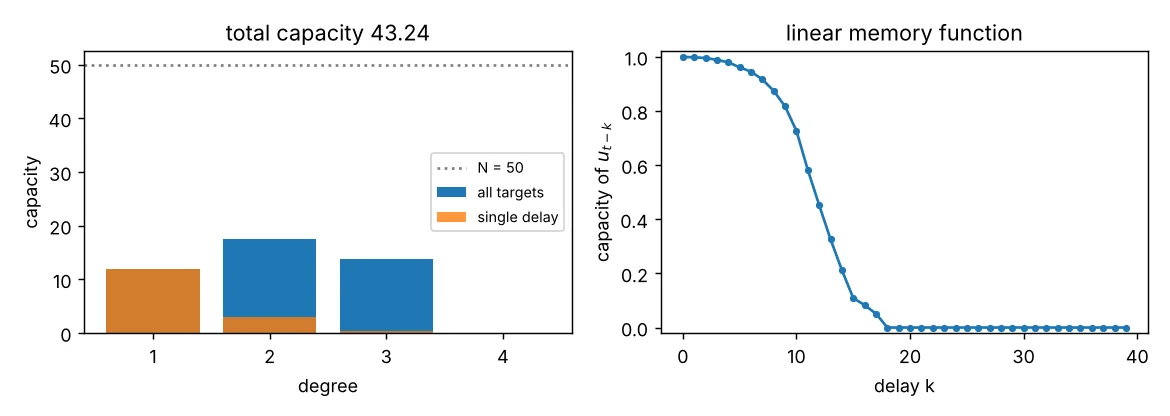 total capacity 43.24
capacity
50
40
30
20
10
0
N = 50
all targets
single delay
1 2 3 4
degree
linear memory function
capacity of u_{t-k}
1.0
0.8
0.6
0.4
0.2
0.0
0 10 20 30 40
delay k